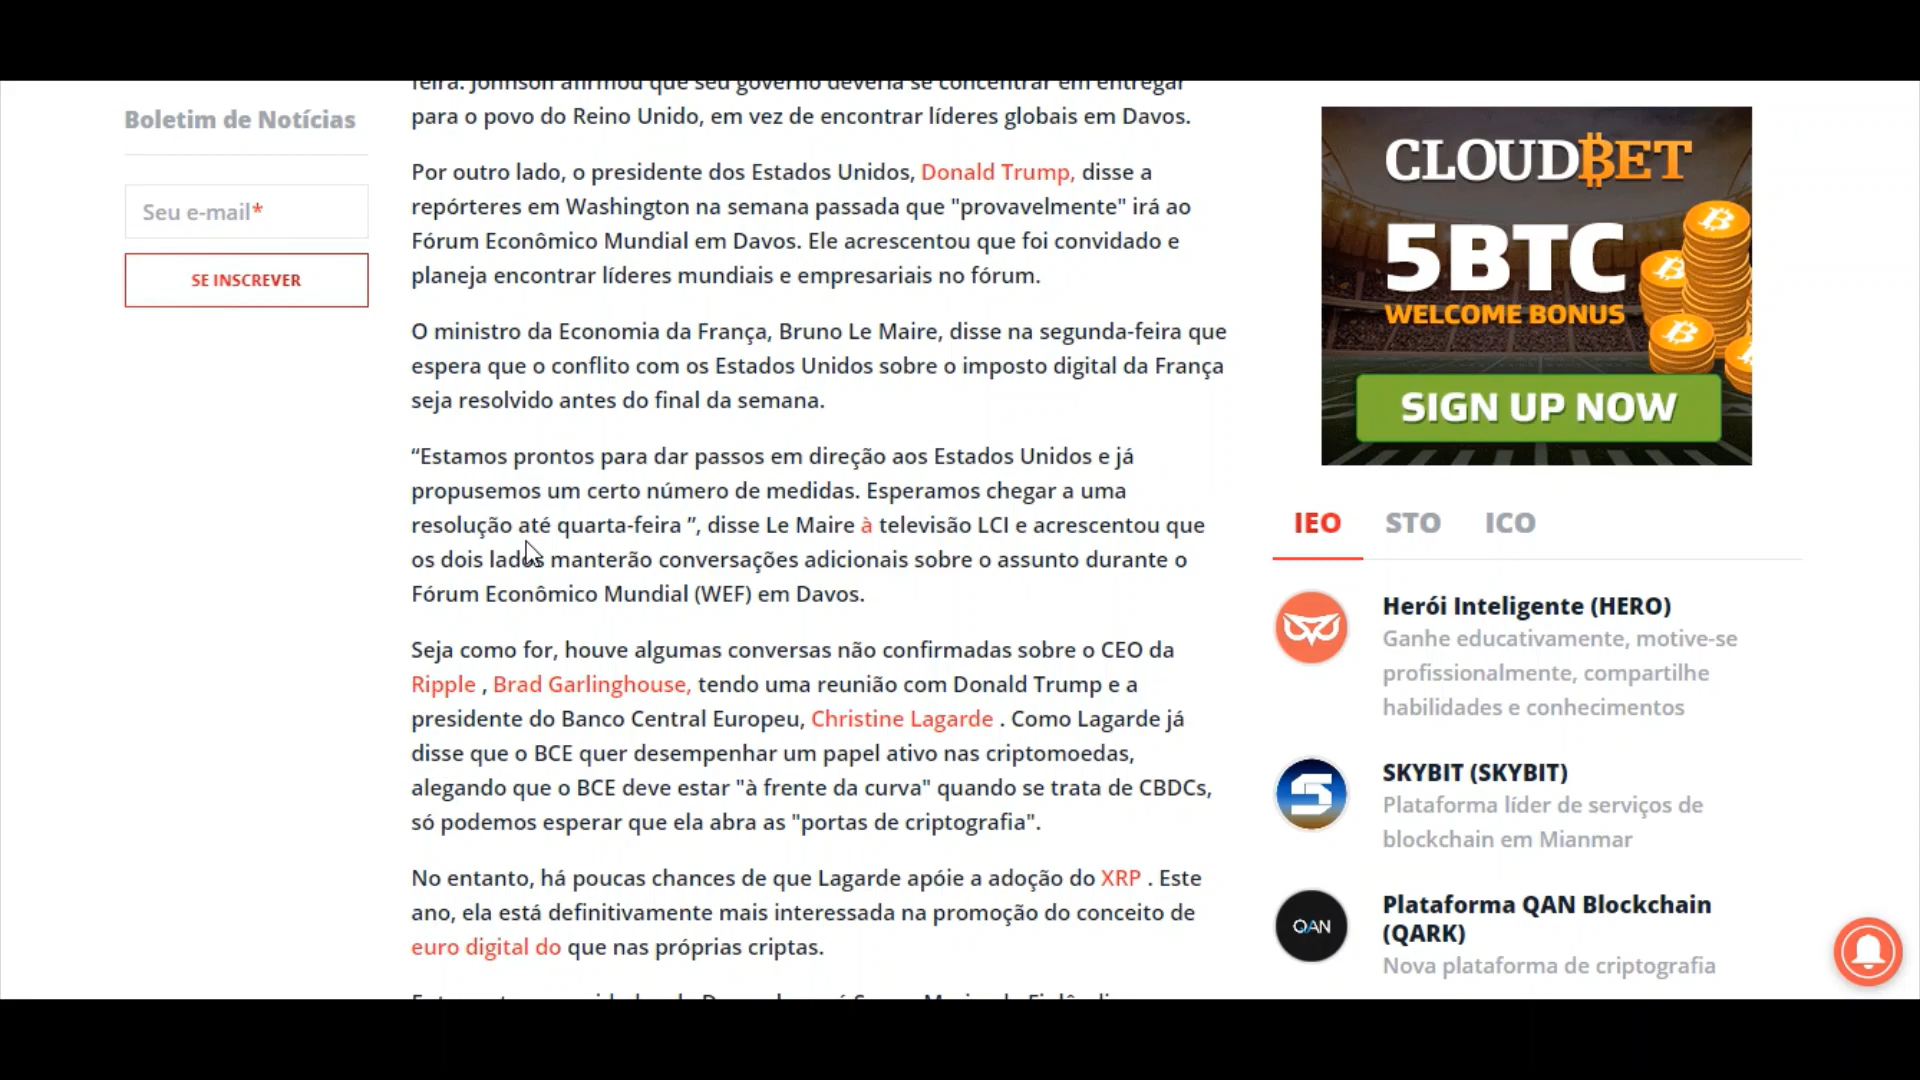 Boletim de Notícias
Seu e-mail*
SE INSCREVER
feira. Johnson afirmou que seu governo deveria se concentrar em entregar
para o povo do Reino Unido, em vez de encontrar líderes globais em Davos.
Por outro lado, o presidente dos Estados Unidos, Donald Trump, disse a
repórteres em Washington na semana passada que "provavelmente" irá ao
Fórum Econômico Mundial em Davos. Ele acrescentou que foi convidado e
planeja encontrar líderes mundiais e empresariais no fórum.
O ministro da Economia da França, Bruno Le Maire, disse na segunda-feira que
espera que o conflito com os Estados Unidos sobre o imposto digital da França
seja resolvido antes do final da semana.
“Estamos prontos para dar passos em direção aos Estados Unidos e já
propusemos um certo número de medidas. Esperamos chegar a uma
resolução até quarta-feira ”, disse Le Maire à televisão LCI e acrescentou que
os dois lados manterão conversações adicionais sobre o assunto durante o
Fórum Econômico Mundial (WEF) em Davos.
Seja como for, houve algumas conversas não confirmadas sobre o CEO da
Ripple , Brad Garlinghouse, tendo uma reunião com Donald Trump e a
presidente do Banco Central Europeu, Christine Lagarde . Como Lagarde já
disse que o BCE quer desempenhar um papel ativo nas criptomoedas,
alegando que o BCE deve estar "à frente da curva" quando se trata de CBDCs,
só podemos esperar que ela abra as "portas de criptografia".
No entanto, há poucas chances de que Lagarde apóie a adoção do XRP . Este
ano, ela está definitivamente mais interessada na promoção do conceito de
euro digital do que nas próprias criptas.
CLOUDBET
5BTC
WELCOME BONUS
SIGN UP NOW
IEO STO ICO
Herói Inteligente (HERO)
Ganhe educativamente, motive-se
profissionalmente, compartilhe
habilidades e conhecimentos
SKYBIT (SKYBIT)
Plataforma líder de serviços de
blockchain em Mianmar
QAN
Plataforma QAN Blockchain
(QARK)
Nova plataforma de criptografia